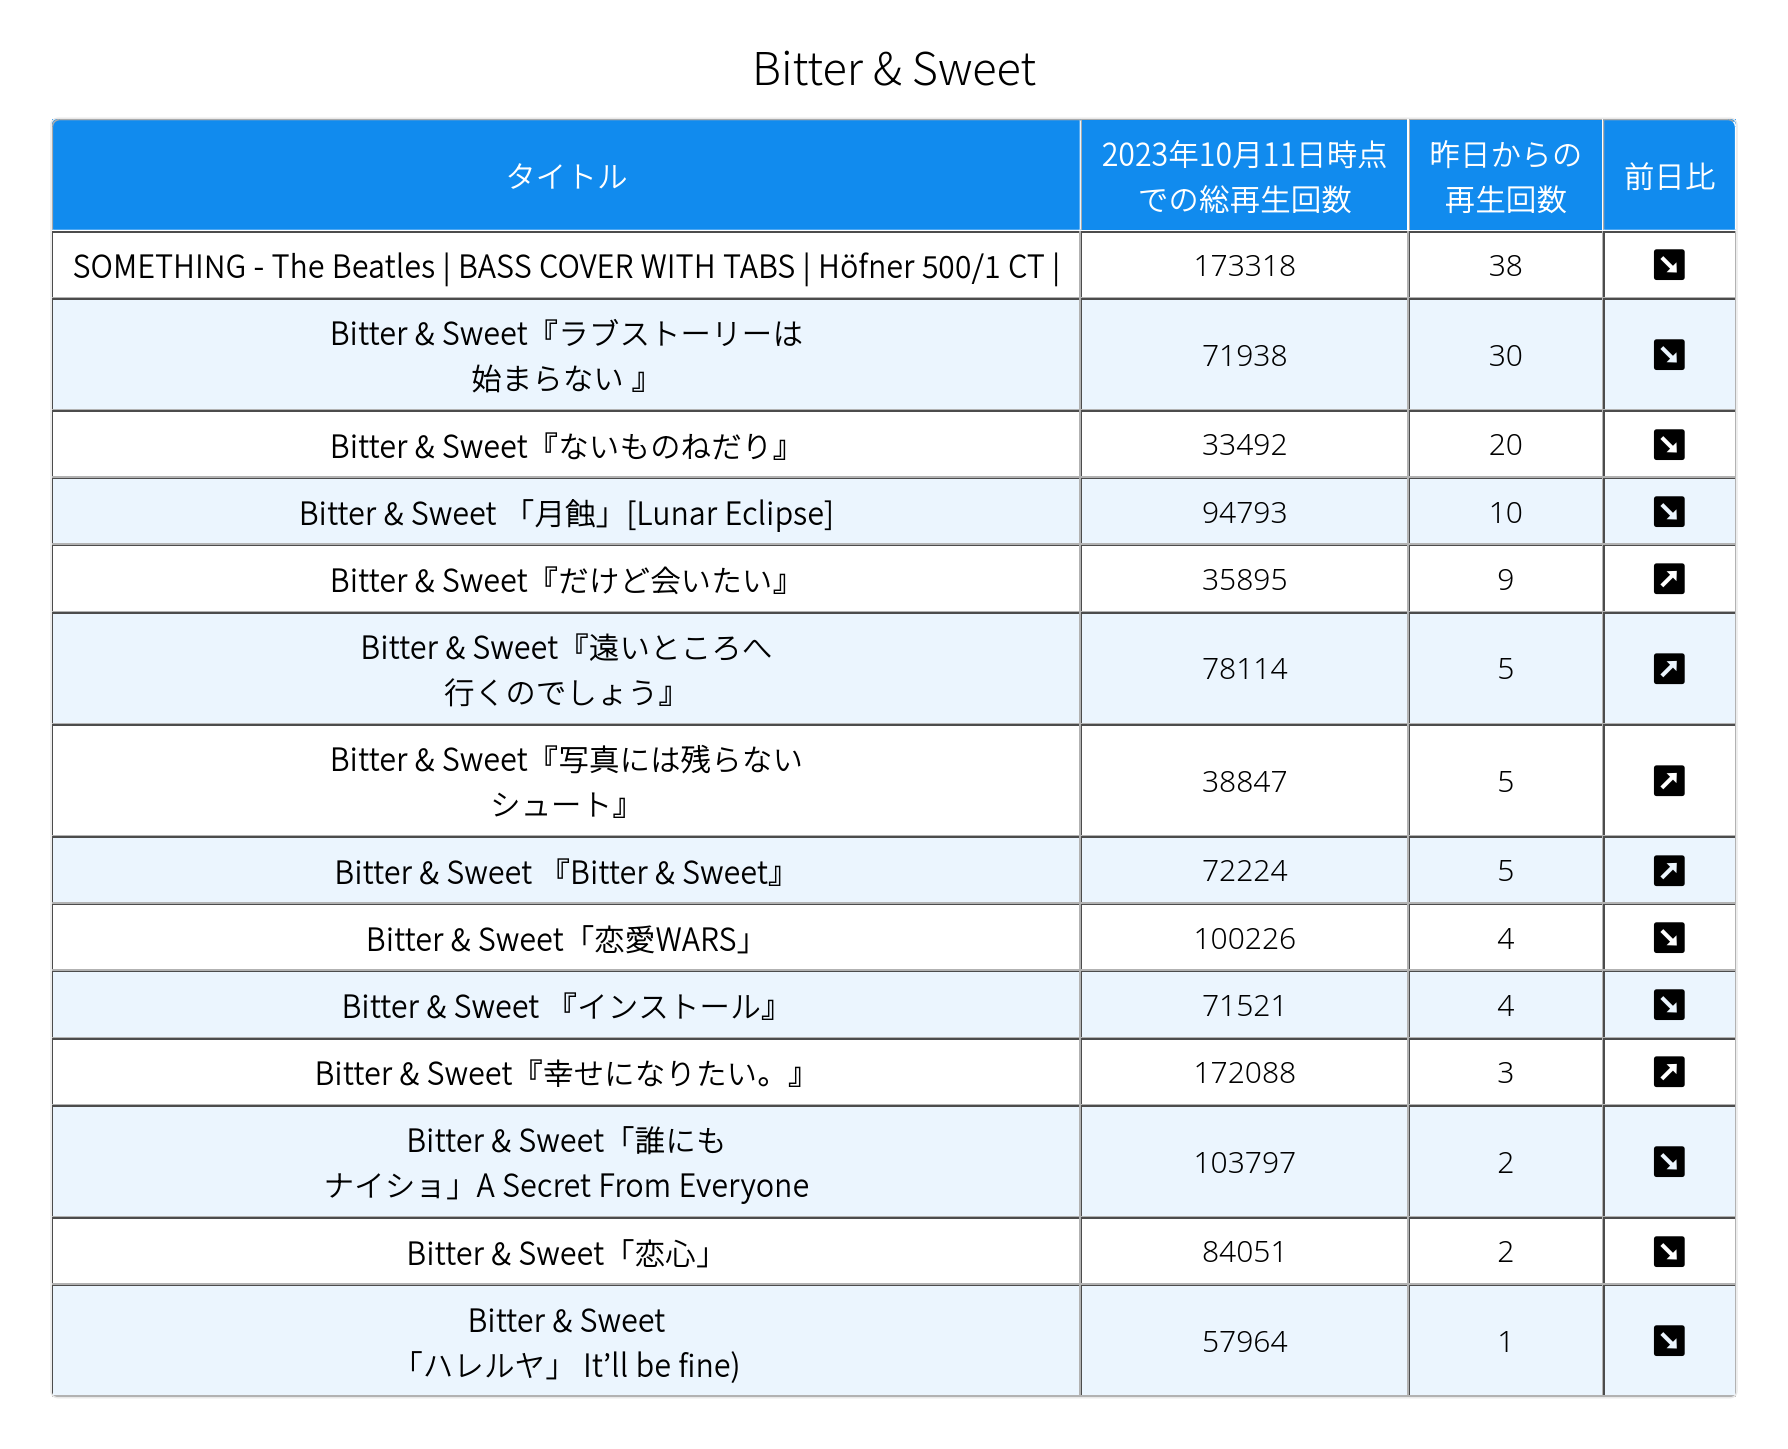 Bitter & Sweet
タイトル
2023年10月11日時点
での総再生回数
昨日からの
再生回数
前日比
SOMETHING - The Beatles | BASS COVER WITH TABS | Höfner 500/1 CT |
173318
38
Bitter & Sweet『ラブストーリーは
始まらない 』
71938
30
Bitter & Sweet『ないものねだり』
33492
20
Bitter & Sweet 「月蝕」[Lunar Eclipse]
94793
10
Bitter & Sweet『だけど会いたい』
35895
9
Bitter & Sweet『遠いところへ
行くのでしょう』
78114
5
Bitter & Sweet『写真には残らない
シュート』
38847
5
Bitter & Sweet 『Bitter & Sweet』
72224
5
Bitter & Sweet「恋愛WARS」
100226
4
Bitter & Sweet 『インストール』
71521
4
Bitter & Sweet『幸せになりたい。』
172088
3
Bitter & Sweet「誰にも
ナイショ」A Secret From Everyone
103797
2
Bitter & Sweet「恋心」
84051
2
Bitter & Sweet
「ハレルヤ」 It’ll be fine)
57964
1